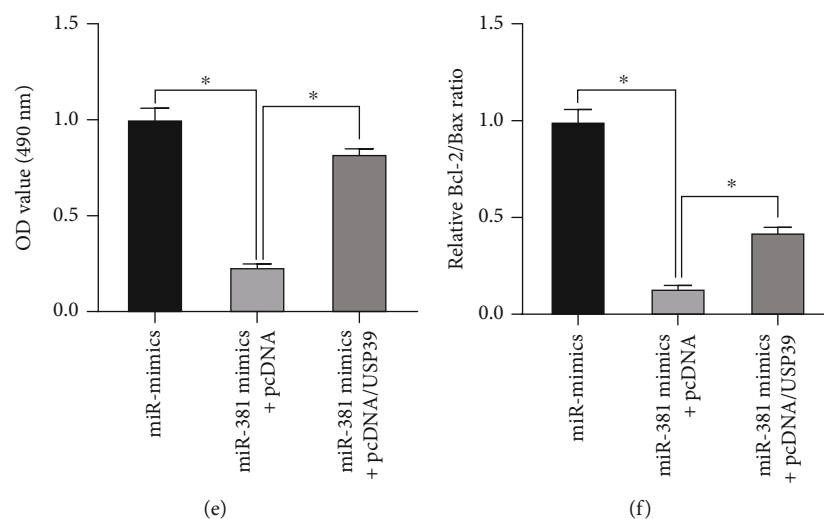 OD value (490 nm)
1.5
1.0
0.5
0.0
*
*
miR-mimics
miR-381 mimics
+ pcDNA
miR-381 mimics
+ pcDNA/USP39
(e)
Relative Bcl-2/Bax ratio
1.5
1.0
0.5
0.0
*
*
miR-mimics
miR-381 mimics
+ pcDNA
miR-381 mimics
+ pcDNA/USP39
(f)